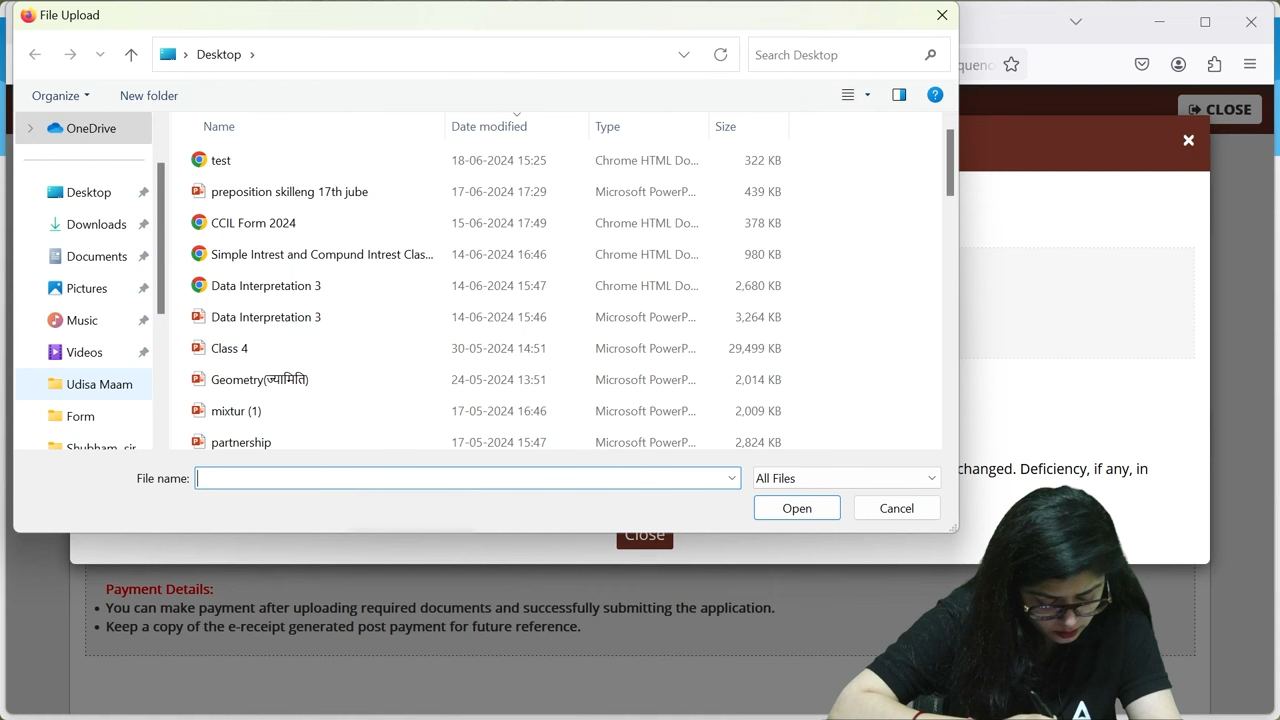 File Upload
Desktop
Search Desktop
quenc
Organize
New folder
CLOSE
OneDrive
Name
Date modified
Type
Size
test
18-06-2024 15:25
Chrome HTML Do...
322 KB
Desktop
preposition skilleng 17th jube
17-06-2024 17:29
Microsoft PowerP...
439 KB
Downloads
CCIL Form 2024
15-06-2024 17:49
Chrome HTML Do...
378 KB
Documents
Simple Intrest and Compund Intrest Clas...
14-06-2024 16:46
Chrome HTML Do...
980 KB
Pictures
Data Interpretation 3
14-06-2024 15:47
Chrome HTML Do...
2,680 KB
Music
Data Interpretation 3
14-06-2024 15:46
Microsoft PowerP...
3,264 KB
Videos
Class 4
30-05-2024 14:51
Microsoft PowerP...
29,499 KB
Udisa Maam
Geometry(ज्यामिति)
24-05-2024 13:51
Microsoft PowerP...
2,014 KB
Form
mixtur (1)
17-05-2024 16:46
Microsoft PowerP...
2,009 KB
Shubham sir
partnership
17-05-2024 15:47
Microsoft PowerP...
2,824 KB
File name:
All Files
changed. Deficiency, if any, in
Open
Cancel
Close
Payment Details:
• You can make payment after uploading required documents and successfully submitting the application.
• Keep a copy of the e-receipt generated post payment for future reference.